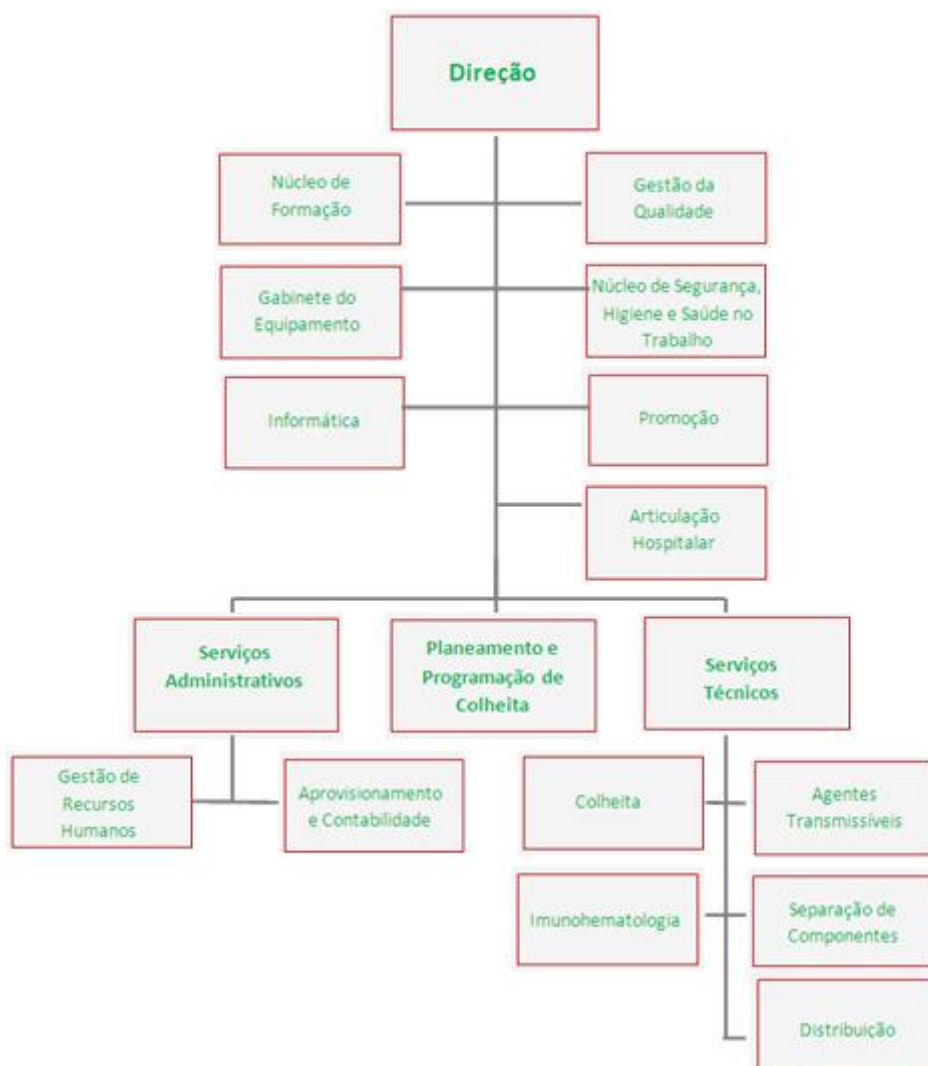 Direção
Núcleo de
Formação
Gestão da
Qualidade
Gabinete do
Equipamento
Núcleo de Segurança,
Higiene e Saúde no
Trabalho
Informática
Promoção
Articulação
Hospitalar
Serviços
Administrativos
Planeamento e
Programação de
Colheita
Serviços
Técnicos
Gestão de
Recursos
Humanos
Aprovisionamento
e Contabilidade
Colheita
Agentes
Transmissíveis
Imunohematologia
Separação de
Componentes
Distribuição